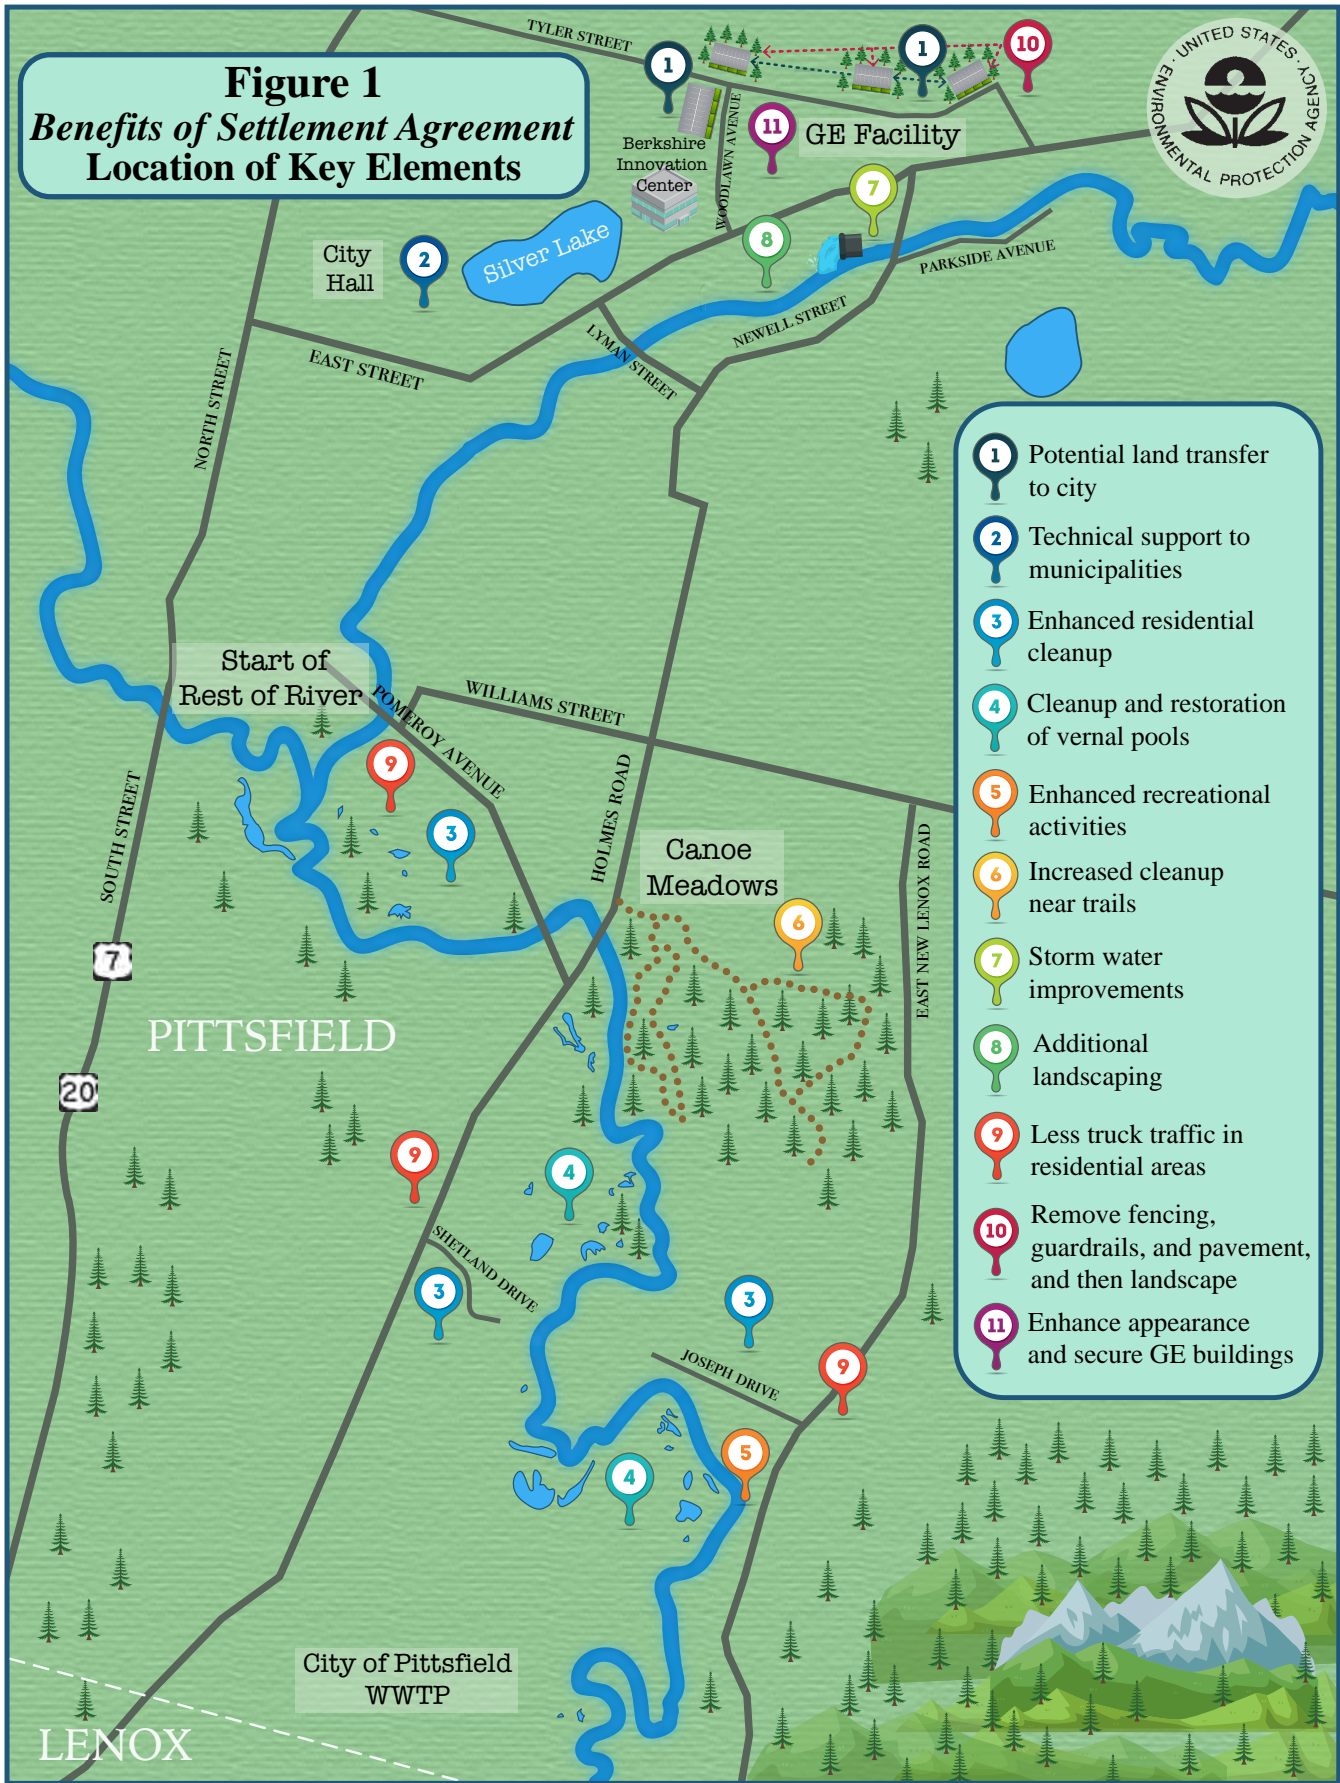 Figure 1
Benefits of Settlement Agreement
Location of Key Elements
UNITED STATES · ENVIRONMENTAL PROTECTION AGENCY ·
TYLER STREET
1
1
10
11
GE Facility
Berkshire
Innovation
Center
WOODLAWN AVENUE
7
8
City
Hall
2
Silver Lake
PARKSIDE AVENUE
NEWELL STREET
LYMAN STREET
EAST STREET
NORTH STREET
1
Potential land transfer
to city
2
Technical support to
municipalities
3
Enhanced residential
cleanup
4
Cleanup and restoration
of vernal pools
5
Enhanced recreational
activities
6
Increased cleanup
near trails
7
Storm water
improvements
8
Additional
landscaping
9
Less truck traffic in
residential areas
10
Remove fencing,
guardrails, and pavement,
and then landscape
11
Enhance appearance
and secure GE buildings
Start of
Rest of River
POMEROY AVENUE
WILLIAMS STREET
9
3
SOUTH STREET
HOLMES ROAD
Canoe
Meadows
6
EAST NEW LENOX ROAD
7
PITTSFIELD
20
9
4
SHETLAND DRIVE
3
3
JOSEPH DRIVE
9
5
4
City of Pittsfield
WWTP
LENOX